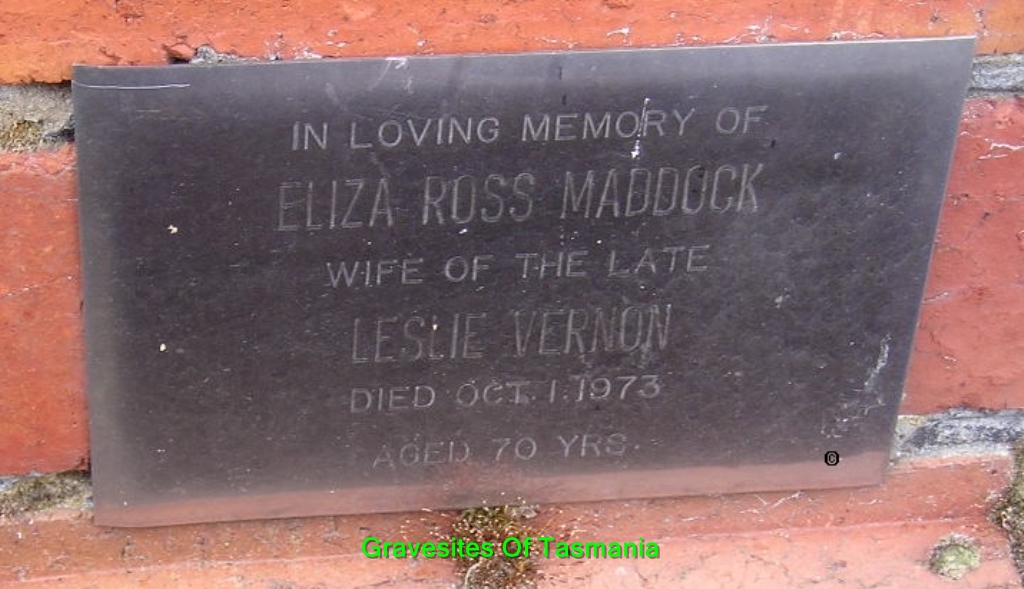 IN LOVING MEMORY OF
ELIZA ROSS MADDOCK
WIFE OF THE LATE
LESLIE VERNON
DIED OCT. 1. 1973
AGED 70 YRS.
©
Gravesites Of Tasmania